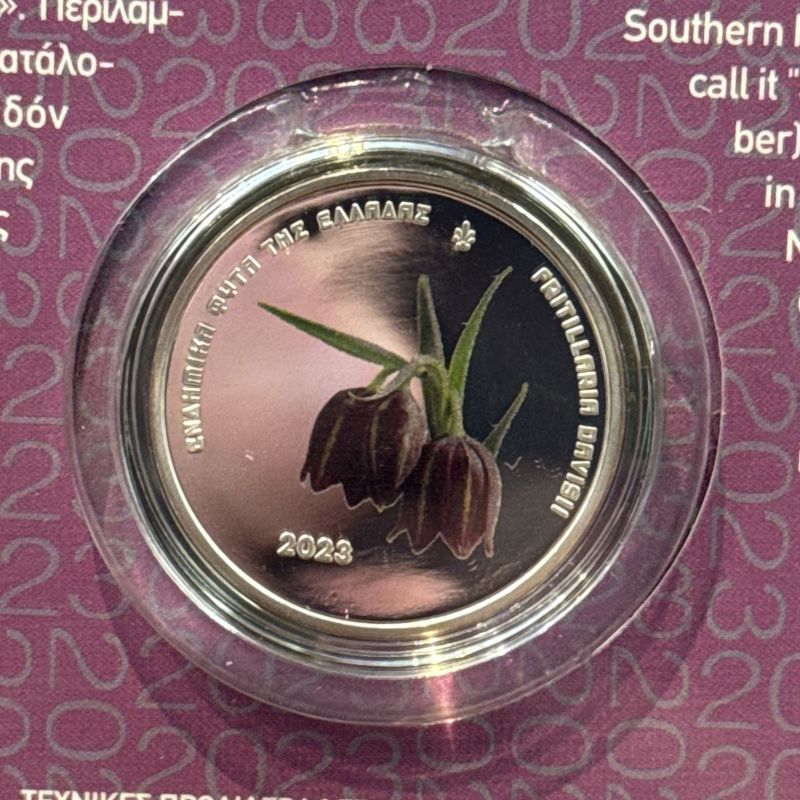 ». Περιλαμ-
ατάλο-
δόν
ης
ς
Southern
call it "
ber)
in
N
ΕΝΔΗΜΙΚΑ ΦΥΤΑ ΤΗΣ ΕΛΛΑΔΑΣ
FRITILLARIA DAVISII
2023